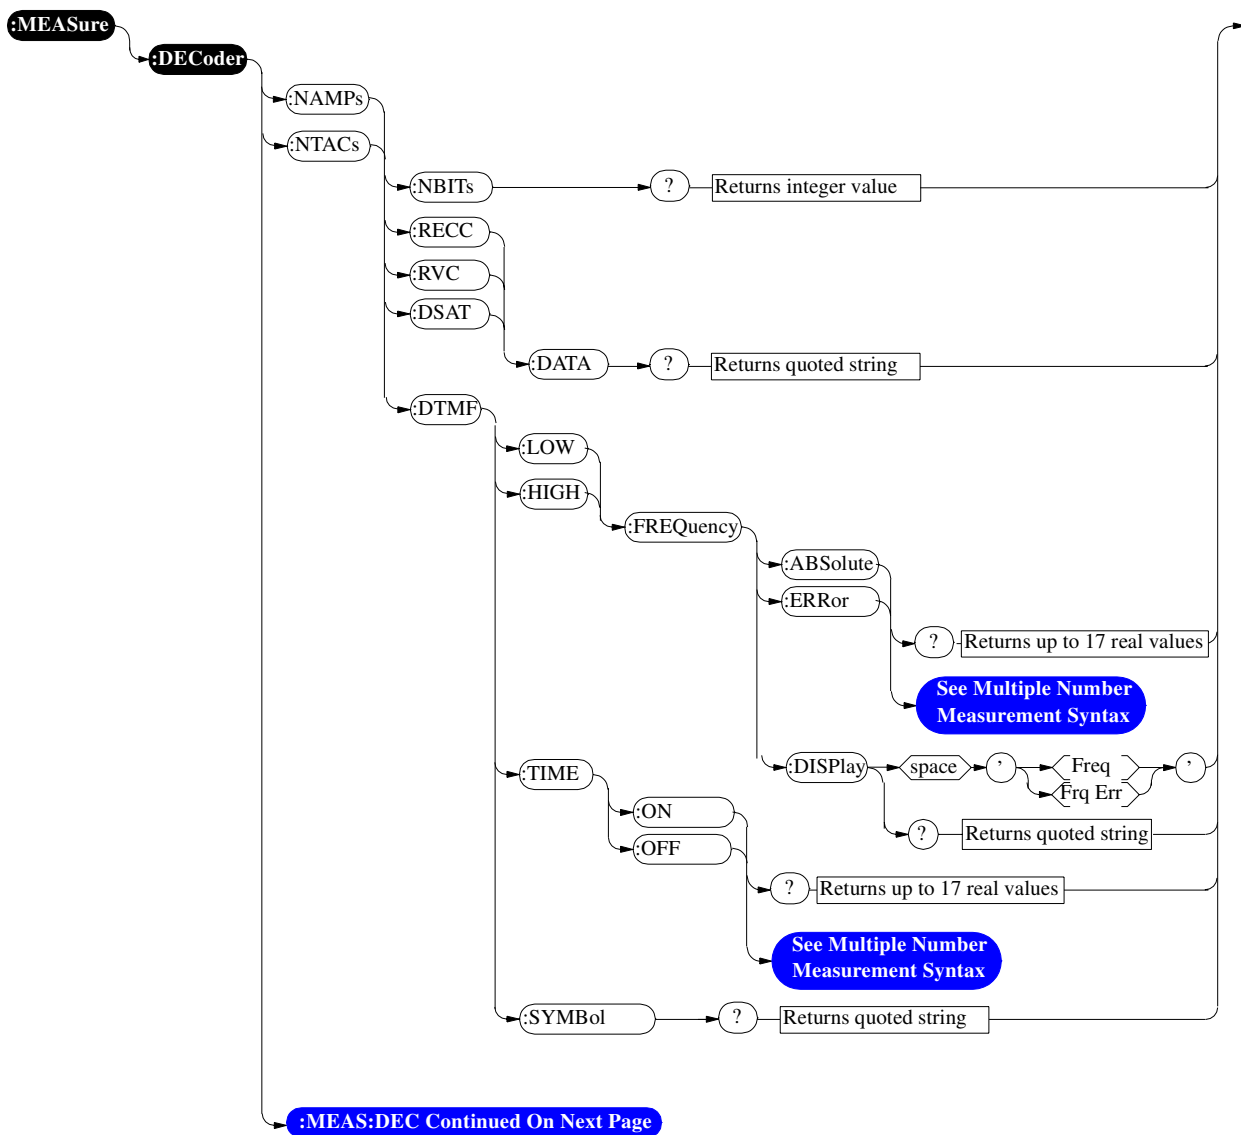 :MEASure
:DECoder
:NAMPs
:NTACs
:NBITs ? Returns integer value
:RECC
:RVC
:DSAT
:DATA ? Returns quoted string
:DTMF
:LOW
:HIGH
:FREQuency
:ABSolute
:ERRor
? Returns up to 17 real values
See Multiple Number
Measurement Syntax
:DISPlay space ’ Freq ’
Frq Err
? Returns quoted string
:TIME
:ON
:OFF
? Returns up to 17 real values
See Multiple Number
Measurement Syntax
:SYMBol ? Returns quoted string
:MEAS:DEC Continued On Next Page